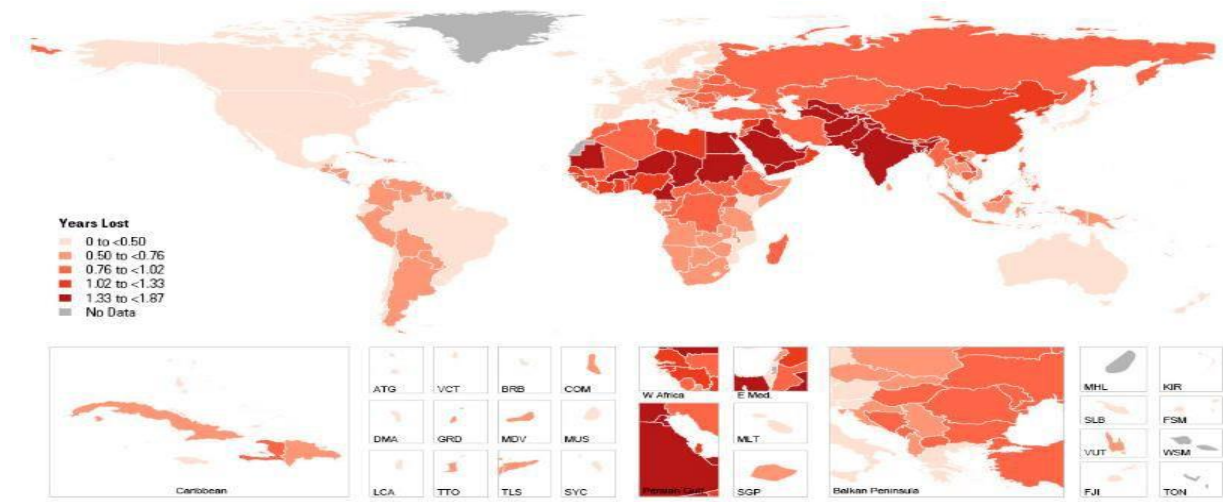 Years Lost
0 to <0.50
0.50 to <0.76
0.76 to <1.02
1.02 to <1.33
1.33 to <1.87
No Data
ATG VCT BRB COM
W Africa E Med.
MHL KIR
DMA GRD MDV MUS
MLT
SLB FSM
VUT WSM
Caribbean
LCA TTO TLS SYC
Persian Gulf SGP
Balkan Peninsula
FJI TON